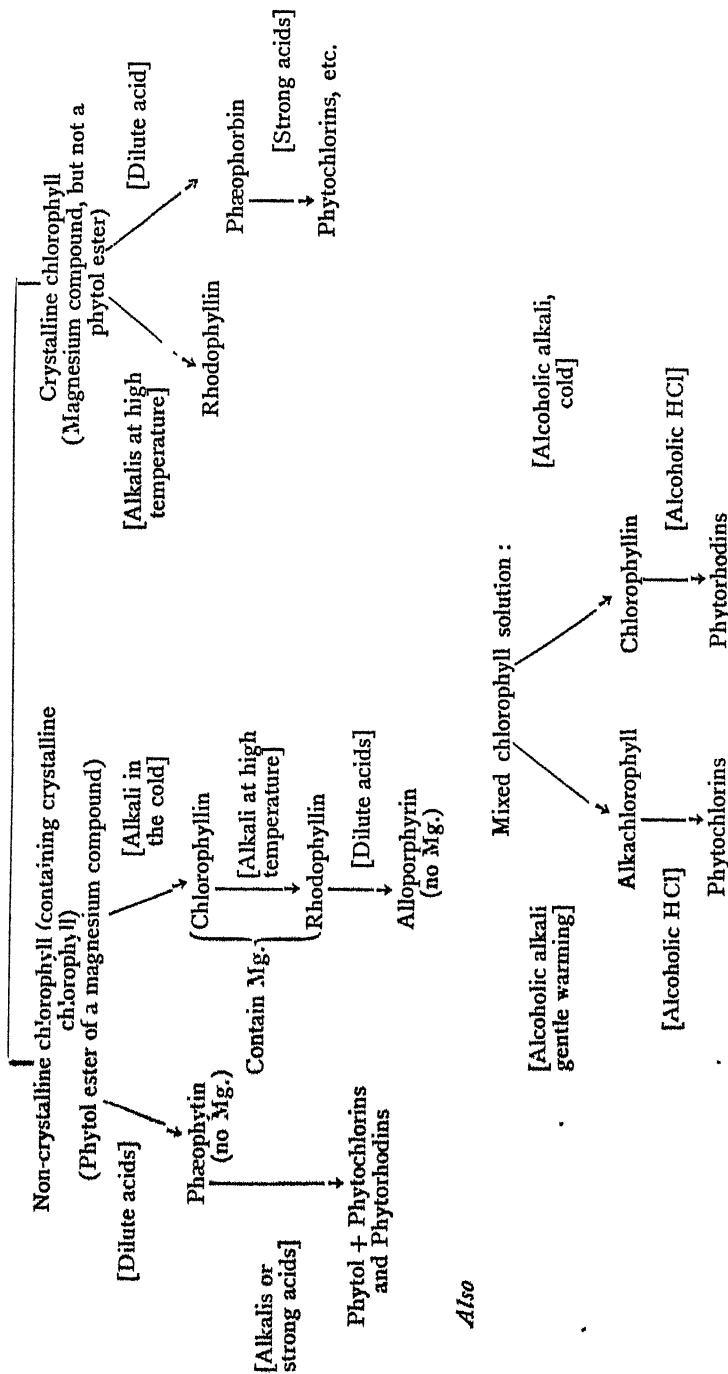 Non-crystalline chlorophyll (containing crystalline
chlorophyll)
(Phytol ester of a magnesium compound)
[Dilute acids]
[Alkali in
the cold]
Phæophytin
(no Mg.)
Chlorophyllin
[Alkalis or
strong acids]
Contain Mg.
[Alkali at high
temperature]
Rhodophyllin
Phytol + Phytochlorins
and Phytorhodins
[Dilute acids]
Alloporphyrin
(no Mg.)
Crystalline chlorophyll
(Magnesium compound, but not a
phytol ester)
[Alkalis at high
temperature]
[Dilute acid]
Rhodophyllin
Phæophorbin
[Strong acids]
Phytochlorins, etc.
Also
Mixed chlorophyll solution :
[Alcoholic alkali
gentle warming]
[Alcoholic alkali,
cold]
Alkachlorophyll
Chlorophyllin
[Alcoholic HCl]
[Alcoholic HCl]
Phytochlorins
Phytorhodins